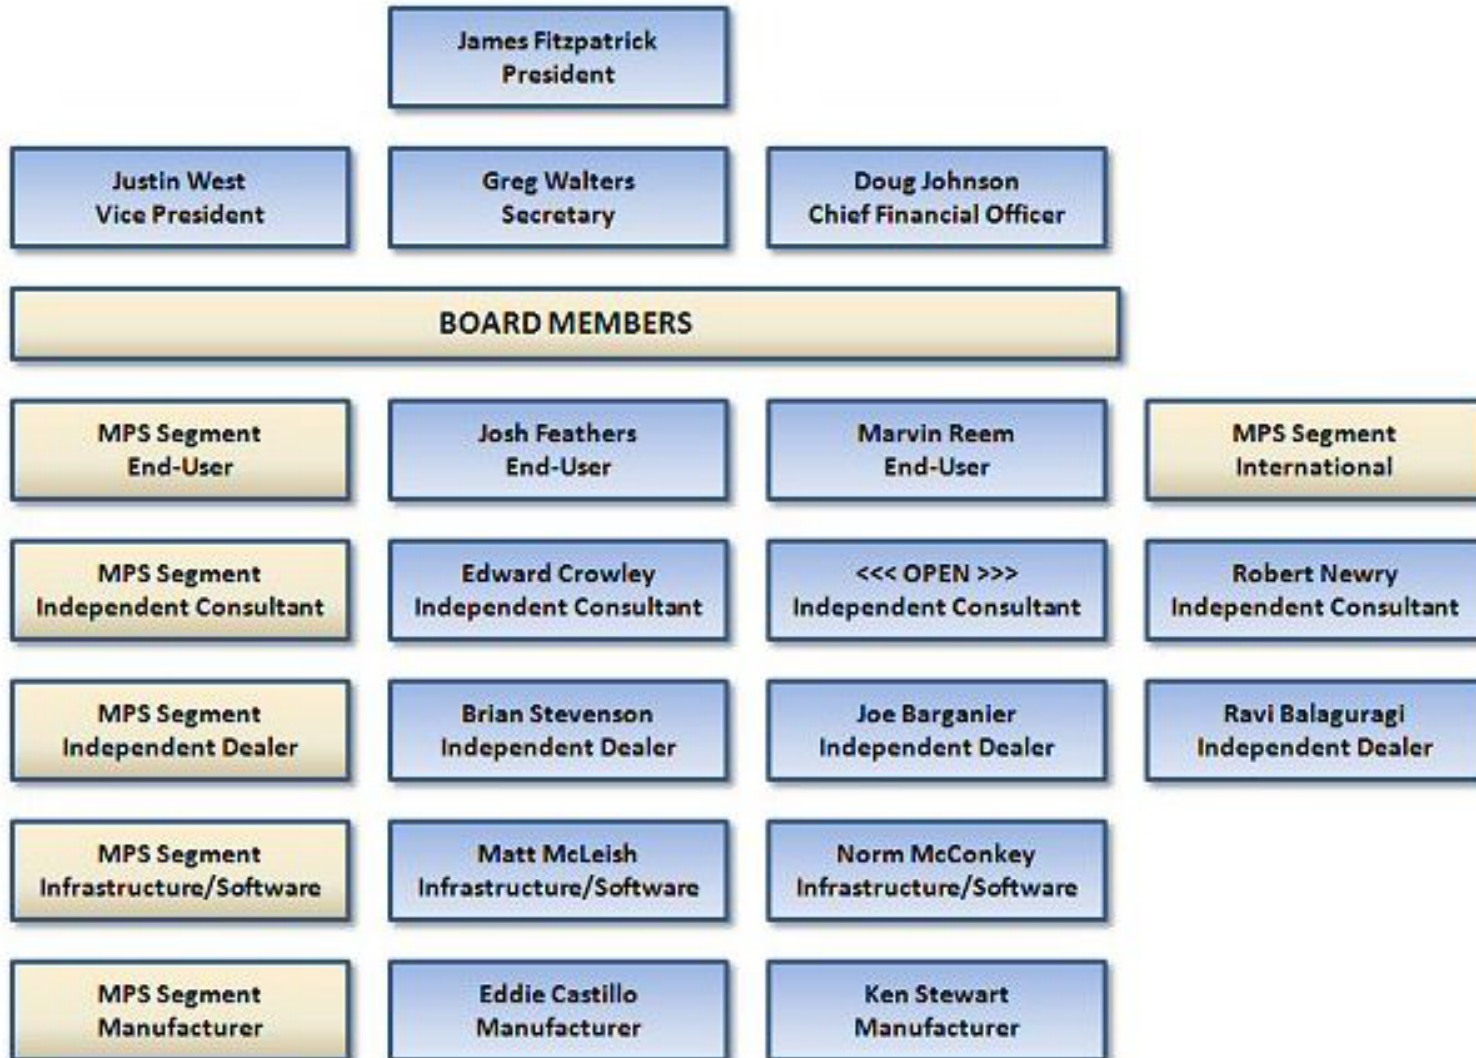 James Fitzpatrick
President
Justin West
Vice President
Greg Walters
Secretary
Doug Johnson
Chief Financial Officer
BOARD MEMBERS
MPS Segment
End-User
Josh Feathers
End-User
Marvin Reem
End-User
MPS Segment
International
MPS Segment
Independent Consultant
Edward Crowley
Independent Consultant
<<< OPEN >>>
Independent Consultant
Robert Newry
Independent Consultant
MPS Segment
Independent Dealer
Brian Stevenson
Independent Dealer
Joe Barganier
Independent Dealer
Ravi Balaguragi
Independent Dealer
MPS Segment
Infrastructure/Software
Matt McLeish
Infrastructure/Software
Norm McConkey
Infrastructure/Software
MPS Segment
Manufacturer
Eddie Castillo
Manufacturer
Ken Stewart
Manufacturer